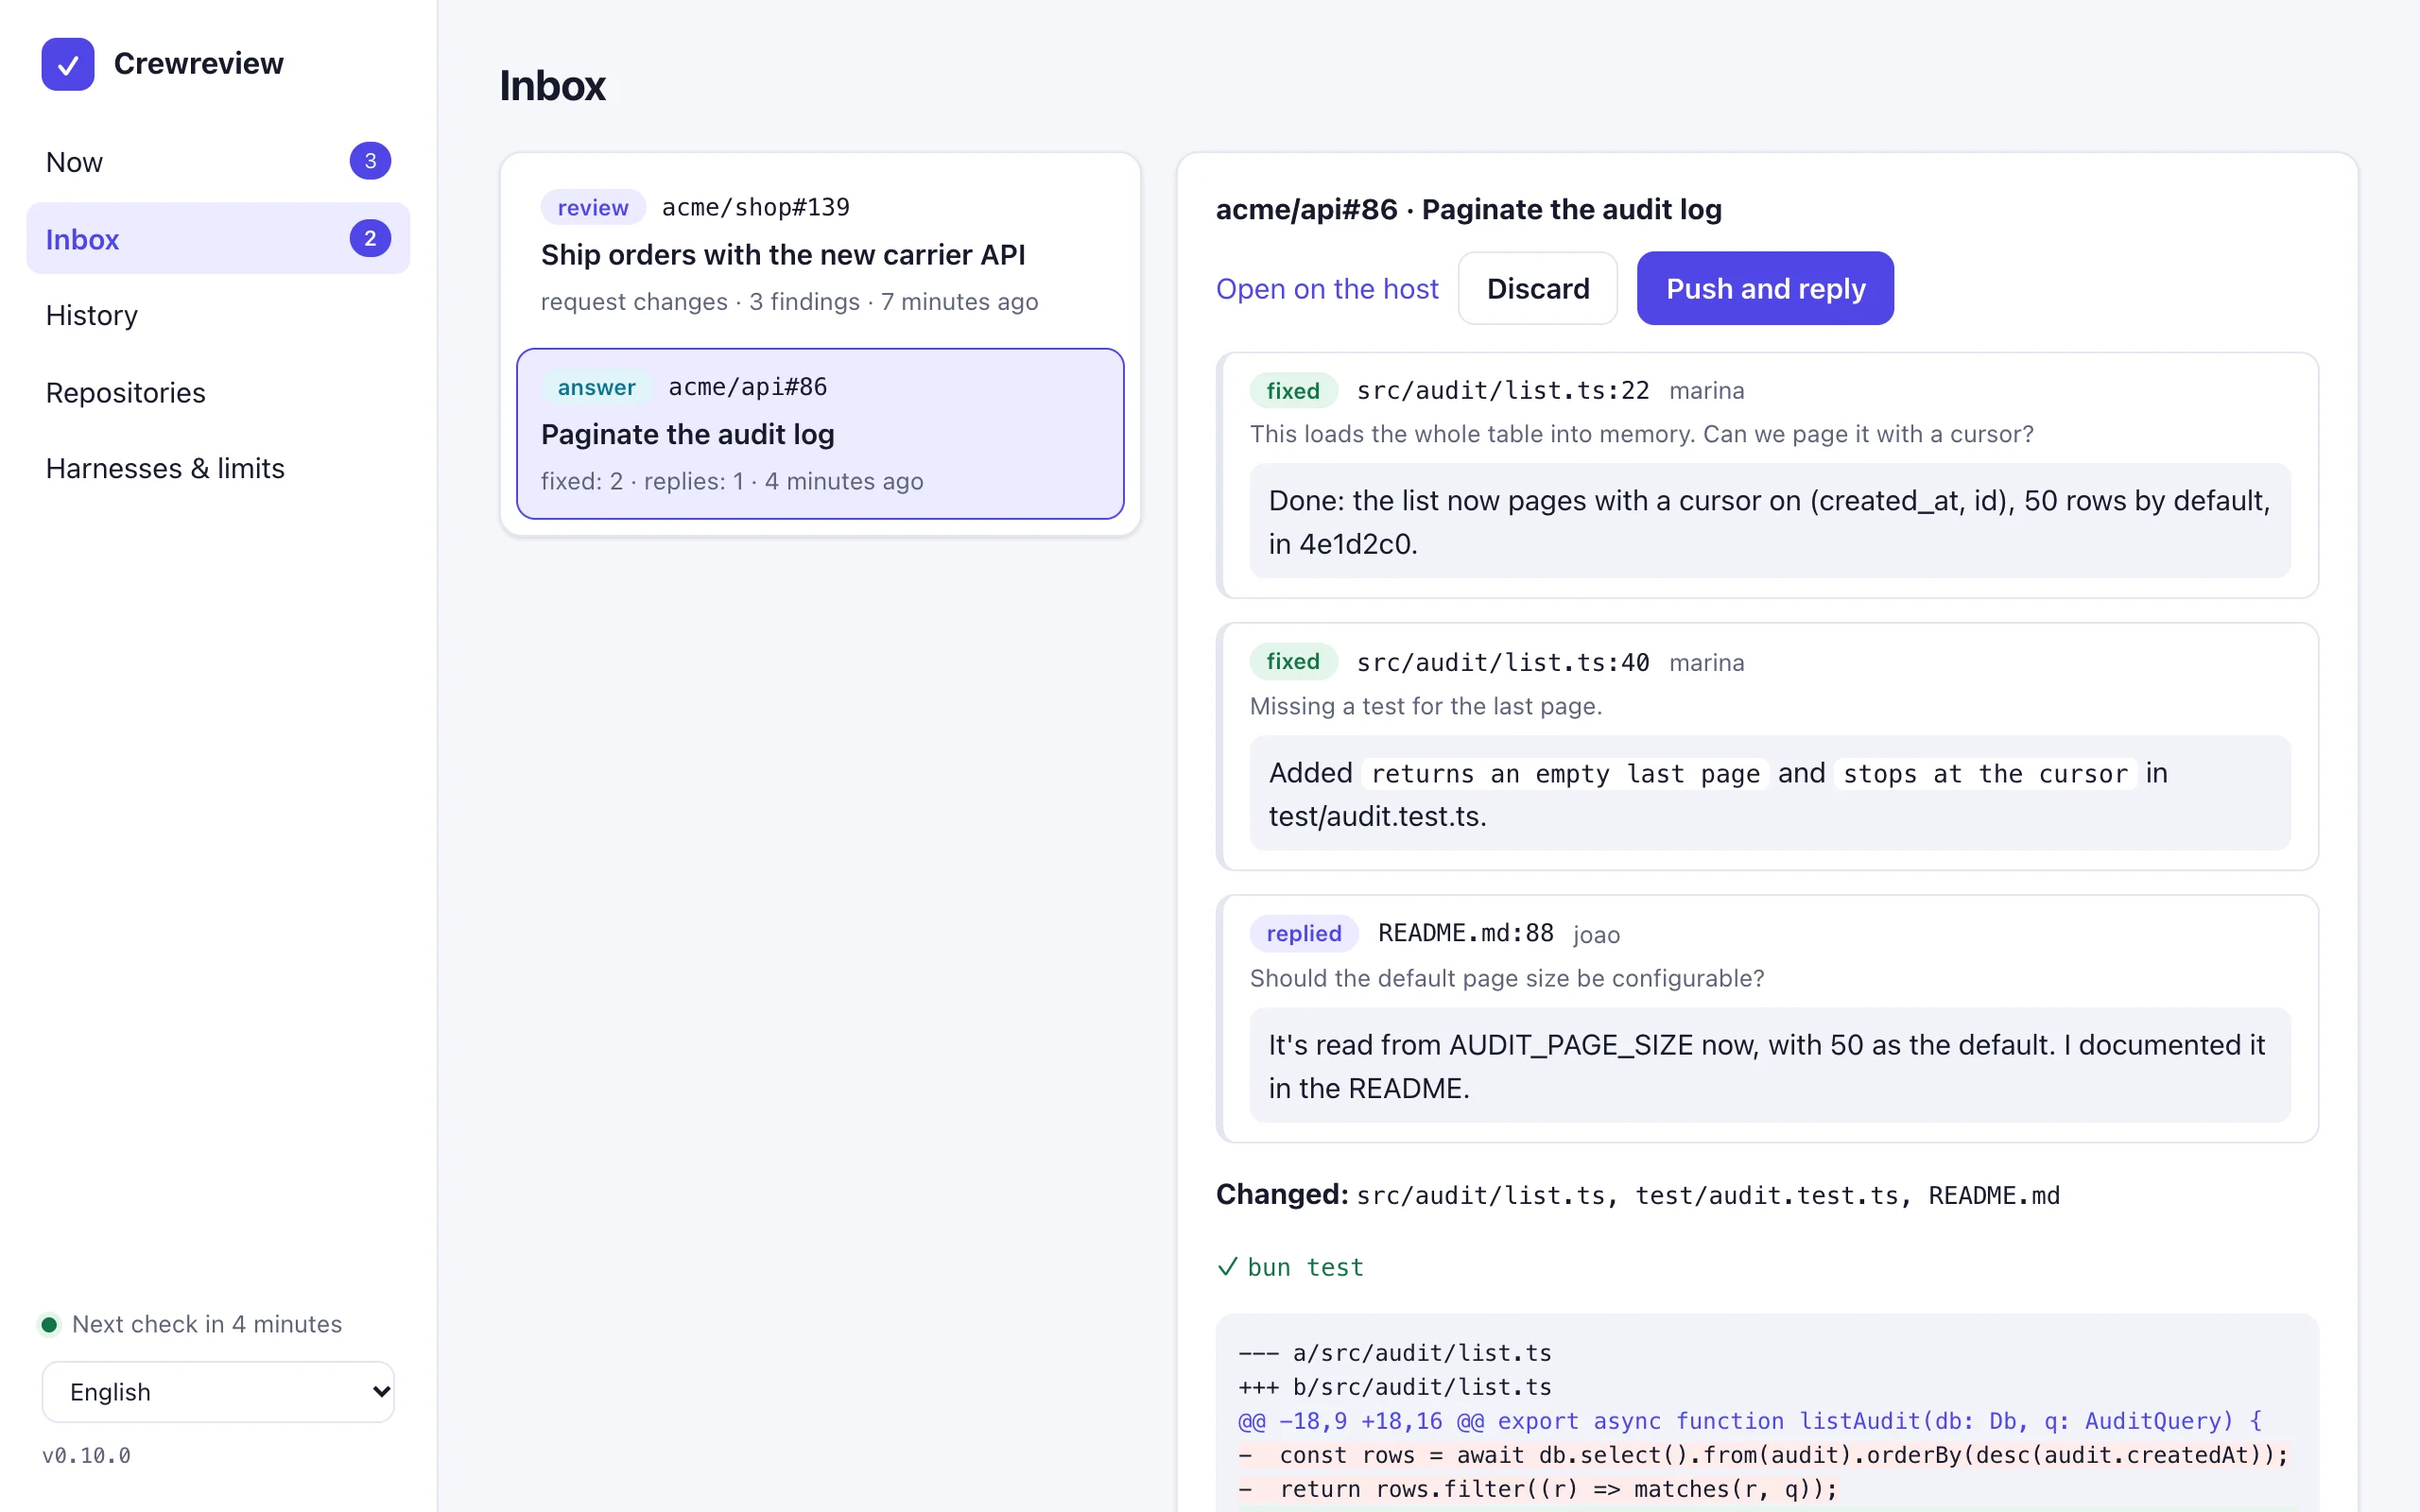 Crewreview
Now 3
Inbox 2
History
Repositories
Harnesses & limits
Next check in 4 minutes
English
v0.10.0
Inbox
review acme/shop#139
Ship orders with the new carrier API
request changes · 3 findings · 7 minutes ago
answer acme/api#86
Paginate the audit log
fixed: 2 · replies: 1 · 4 minutes ago
acme/api#86 · Paginate the audit log
Open on the host Discard Push and reply
fixed src/audit/list.ts:22 marina
This loads the whole table into memory. Can we page it with a cursor?
Done: the list now pages with a cursor on (created_at, id), 50 rows by default,
in 4e1d2c0.
fixed src/audit/list.ts:40 marina
Missing a test for the last page.
Added returns an empty last page and stops at the cursor in
test/audit.test.ts.
replied README.md:88 joao
Should the default page size be configurable?
It's read from AUDIT_PAGE_SIZE now, with 50 as the default. I documented it
in the README.
Changed: src/audit/list.ts, test/audit.test.ts, README.md
✓ bun test
--- a/src/audit/list.ts
+++ b/src/audit/list.ts
@@ -18,9 +18,16 @@ export async function listAudit(db: Db, q: AuditQuery) {
-  const rows = await db.select().from(audit).orderBy(desc(audit.createdAt));
-  return rows.filter((r) => matches(r, q));